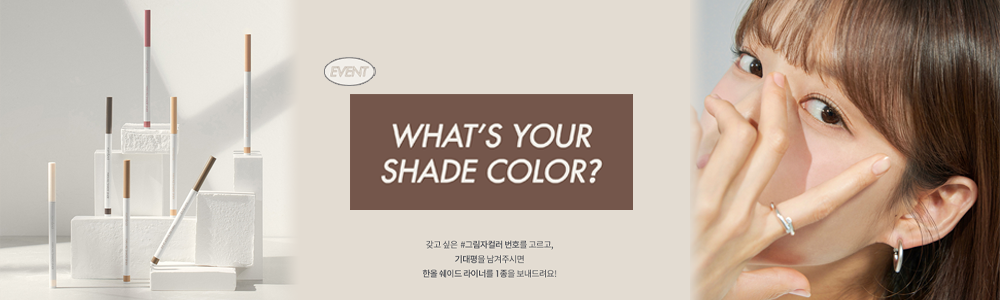 EVENT
WHAT'S YOUR
SHADE COLOR?
갖고 싶은 #그림자컬러 번호를 고르고,
기대평을 남겨주시면
한올 쉐이드 라이너를 1종을 보내드려요!